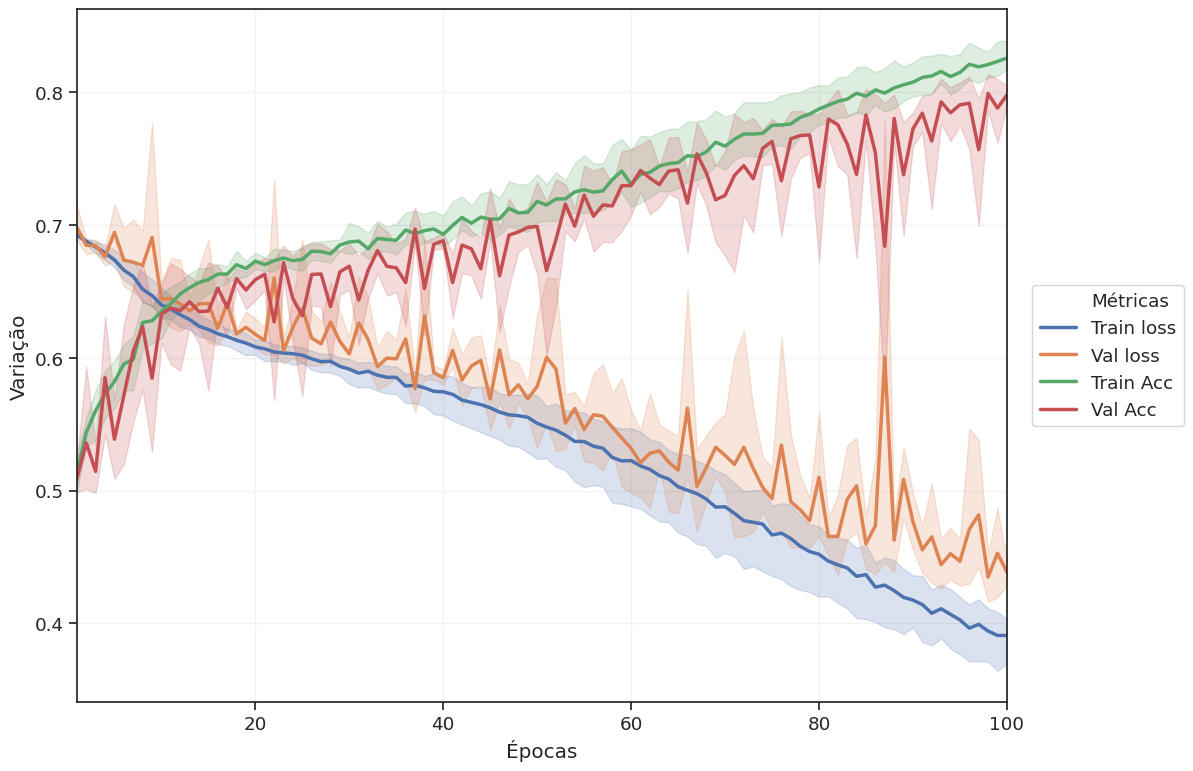 0.8
0.7
0.6
0.5
0.4
Variação
20
40
60
80
100
Épocas
Métricas
Train loss
Val loss
Train Acc
Val Acc